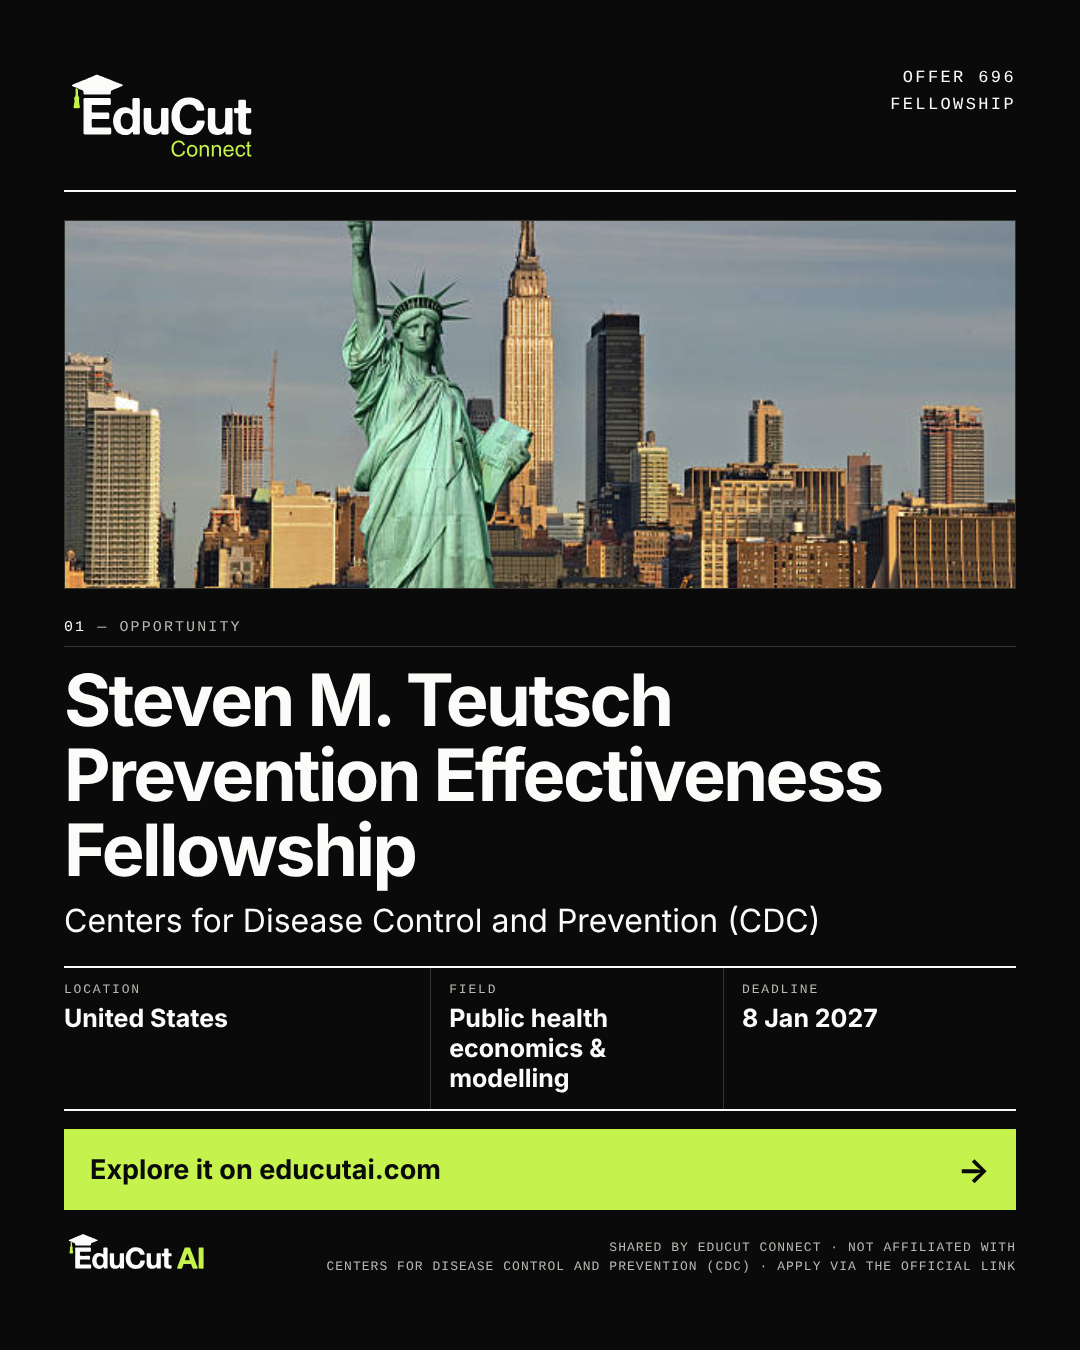 EduCut
Connect
OFFER 696
FELLOWSHIP
01 — OPPORTUNITY
Steven M. Teutsch
Prevention Effectiveness
Fellowship
Centers for Disease Control and Prevention (CDC)
LOCATION
United States
FIELD
Public health
economics &
modelling
DEADLINE
8 Jan 2027
Explore it on educutai.com →
EduCut AI
SHARED BY EDUCUT CONNECT · NOT AFFILIATED WITH
CENTERS FOR DISEASE CONTROL AND PREVENTION (CDC) · APPLY VIA THE OFFICIAL LINK